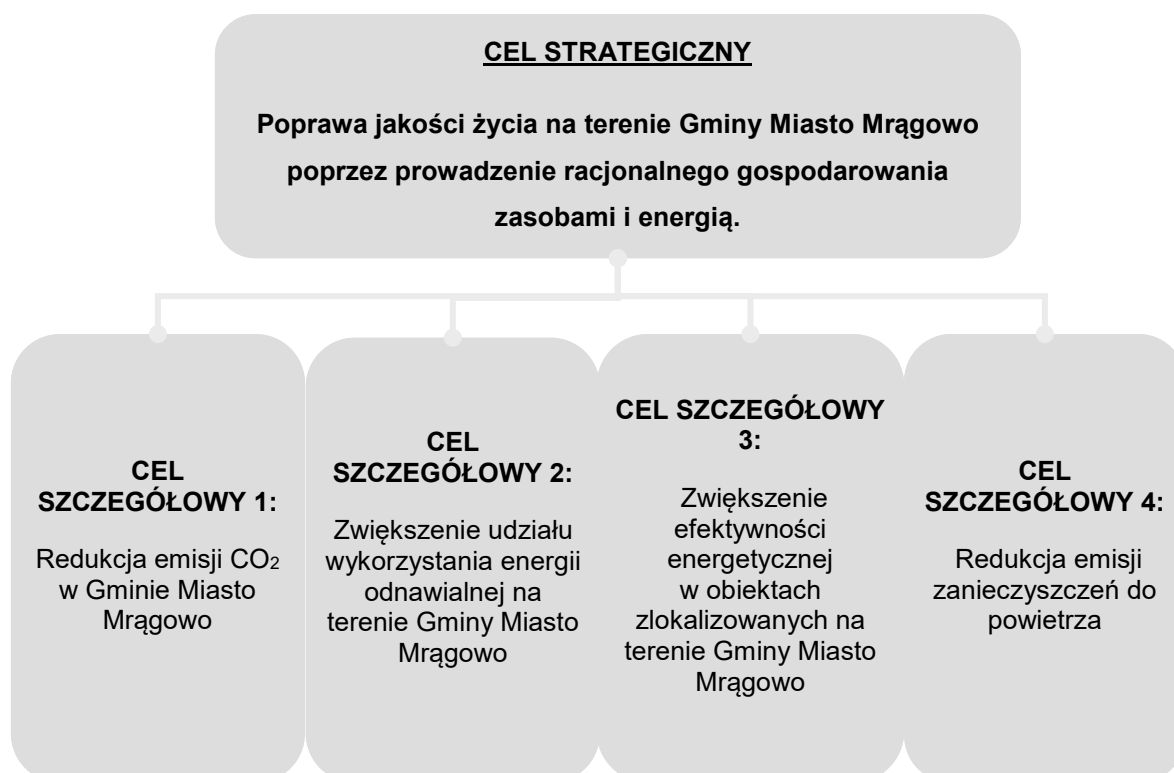 CEL STRATEGICZNY
Poprawa jakości życia na terenie Gminy Miasto Mrągowo
poprzez prowadzenie racjonalnego gospodarowania
zasobami i energią.
CEL
SZCZEGÓŁOWY 1:
Redukcja emisji CO₂
w Gminie Miasto
Mrągowo
CEL
SZCZEGÓŁOWY 2:
Zwiększenie udziału
wykorzystania energii
odnawialnej na
terenie Gminy Miasto
Mrągowo
CEL SZCZEGÓŁOWY
3:
Zwiększenie
efektywności
energetycznej
w obiektach
zlokalizowanych na
terenie Gminy Miasto
Mrągowo
CEL
SZCZEGÓŁOWY 4:
Redukcja emisji
zanieczyszczeń do
powietrza